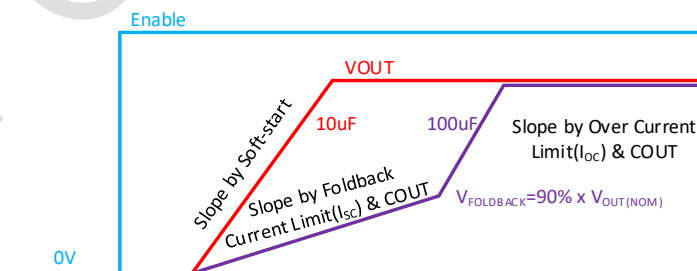 Enable
VOUT
Slope by Soft-start
10uF
100uF
Slope by Over Current
Limit(IOC) & COUT
Slope by Foldback
Current Limit(ISC) & COUT
VFOLDBACK=90% x VOUT(NOM)
0V